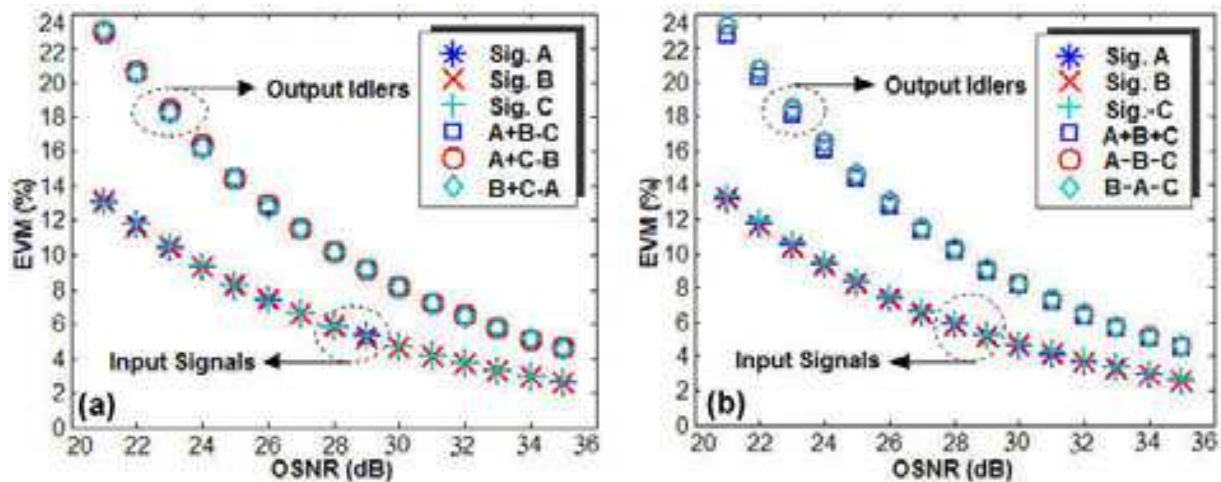 24
22
20
18
16
14
12
10
8
6
4
2
0
EVM (%)
Sig. A
Sig. B
Sig. C
A+B-C
A+C-B
B+C-A
Output Idlers
Input Signals
(a)
20 22 24 26 28 30 32 34 36
OSNR (dB)
24
22
20
18
16
14
12
10
8
6
4
2
0
EVM (%)
Sig. A
Sig. B
Sig.-C
A+B+C
A-B-C
B-A-C
Output Idlers
Input Signals
(b)
20 22 24 26 28 30 32 34 36
OSNR (dB)